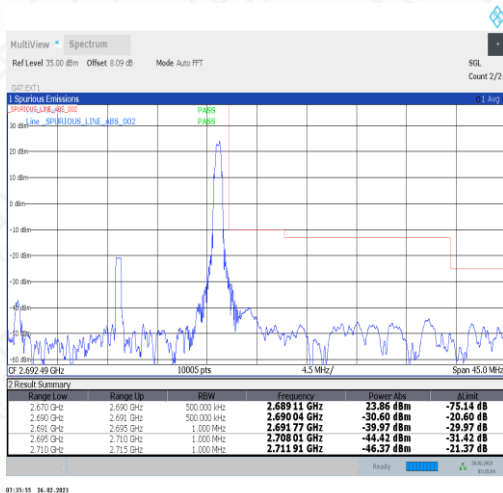 MultiView Spectrum
Ref Level 35.00 dBm Offset 8.09 dB Mode Auto FFT SGL
Count 2/2
GAT:EXT1
1 Spurious Emissions 1 Avg
_SPURIOUS_LINE_ABS_002 PASS
30 dBm
Line _SPURIOUS_LINE_ABS_002 PASS
20 dBm
10 dBm
0 dBm
-10 dBm
-20 dBm
-30 dBm
-40 dBm
-50 dBm
-60 dBm
CF 2.692 49 GHz 10005 pts 4.5 MHz/ Span 45.0 MHz
2 Result Summary
Range Low Range Up RBW Frequency Power Abs ΔLimit
2.670 GHz 2.690 GHz 500.000 kHz 2.689 11 GHz 23.86 dBm -75.14 dB
2.690 GHz 2.691 GHz 500.000 kHz 2.690 04 GHz -30.60 dBm -20.60 dB
2.691 GHz 2.695 GHz 1.000 MHz 2.691 77 GHz -39.97 dBm -29.97 dB
2.695 GHz 2.710 GHz 1.000 MHz 2.708 01 GHz -44.42 dBm -31.42 dB
2.710 GHz 2.715 GHz 1.000 MHz 2.711 91 GHz -46.37 dBm -21.37 dB
Ready
07:35:55 26.02.2023